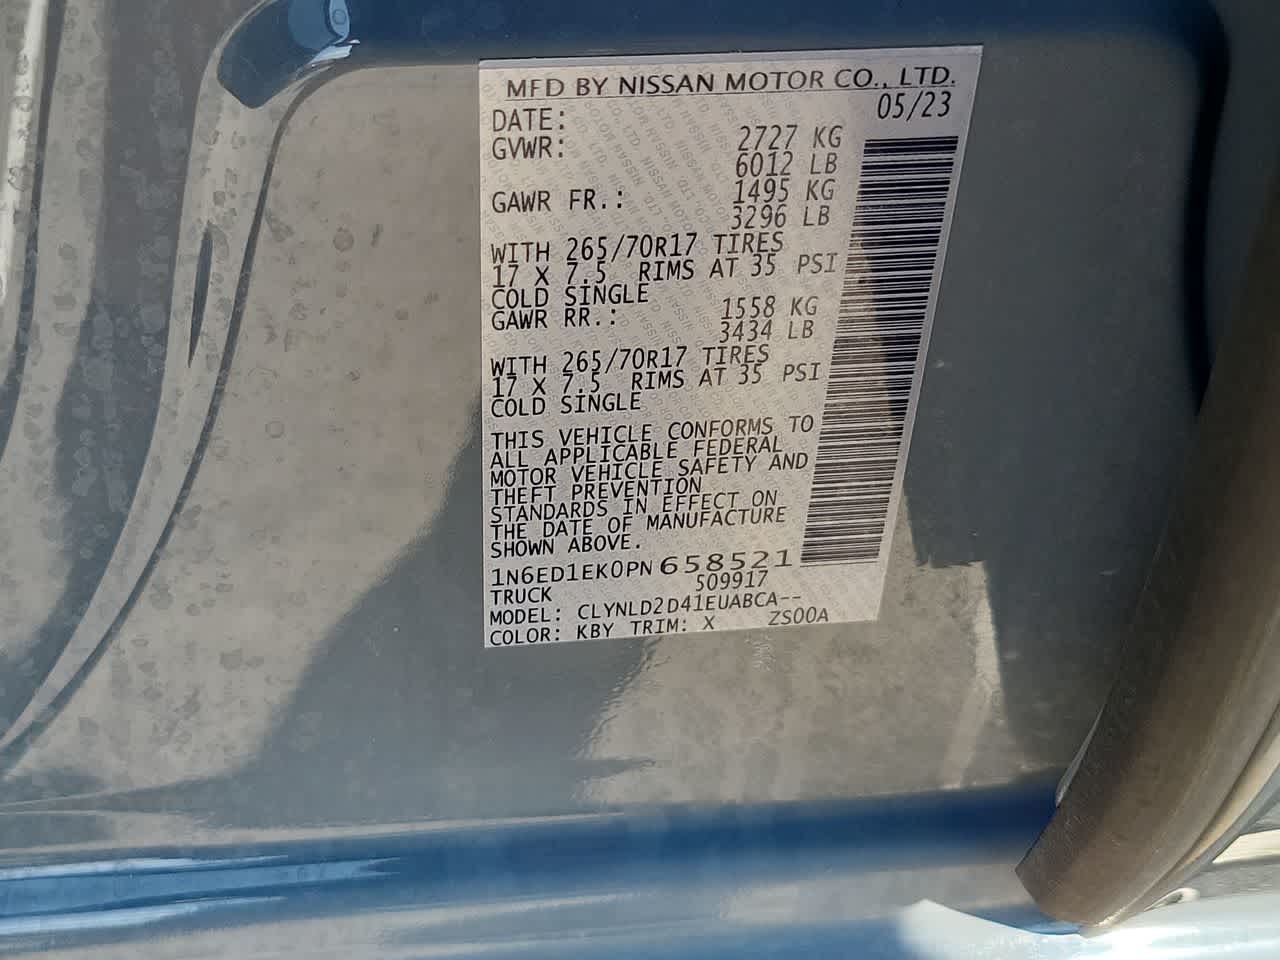 MFD BY NISSAN MOTOR CO., LTD.
DATE: 05/23
GVWR: 2727 KG
6012 LB
GAWR FR.: 1495 KG
3296 LB
WITH 265/70R17 TIRES
17 X 7.5 RIMS AT 35 PSI
COLD SINGLE
GAWR RR.: 1558 KG
3434 LB
WITH 265/70R17 TIRES
17 X 7.5 RIMS AT 35 PSI
COLD SINGLE
THIS VEHICLE CONFORMS TO
ALL APPLICABLE FEDERAL
MOTOR VEHICLE SAFETY AND
THEFT PREVENTION
STANDARDS IN EFFECT ON
THE DATE OF MANUFACTURE
SHOWN ABOVE.
1N6ED1EK0PN658521
TRUCK 509917
MODEL: CLYNLD2D41EUABCA--
COLOR: KBY TRIM: X ZS00A